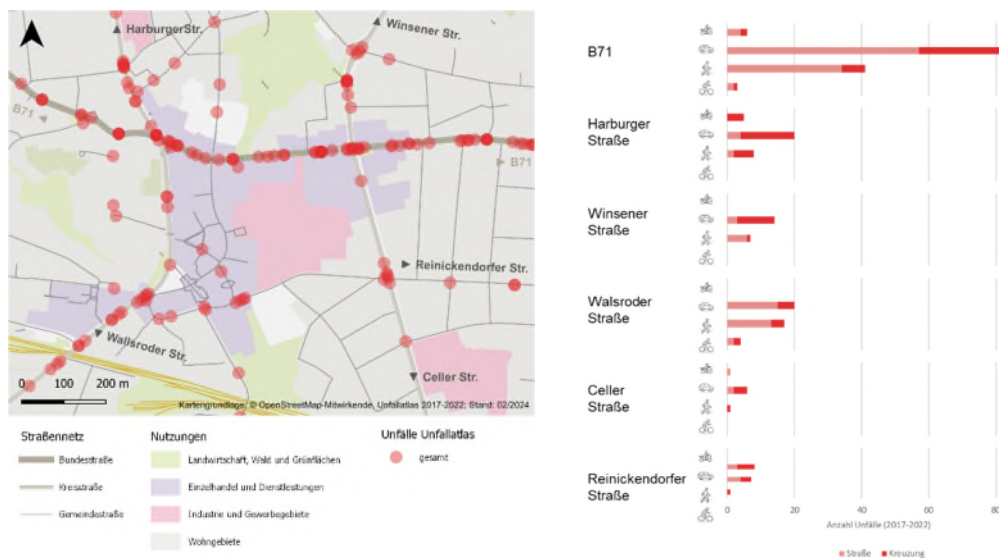 HarburgerStr.
Winsener Str.
B71
B71
Reinickendorfer Str.
Walsroder Str.
Celler Str.
0 100 200 m
Kartengrundlage/ © OpenStreetMap-Mitwirkende, Unfallatlas 2017-2022; Stand: 02/2024
Straßennetz
Bundesstraße
Kreisstraße
Gemeindestraße
Nutzungen
Landwirtschaft, Wald und Grünflächen
Einzelhandel und Dienstleistungen
Industrie und Gewerbegebiete
Wohngebiete
Unfälle Unfallatlas
gesamt
B71
Harburger
Straße
Winsener
Straße
Walsroder
Straße
Celler
Straße
Reinickendorfer
Straße
0 20 40 60 80
Anzahl Unfälle (2017-2022)
Straße Kreuzung